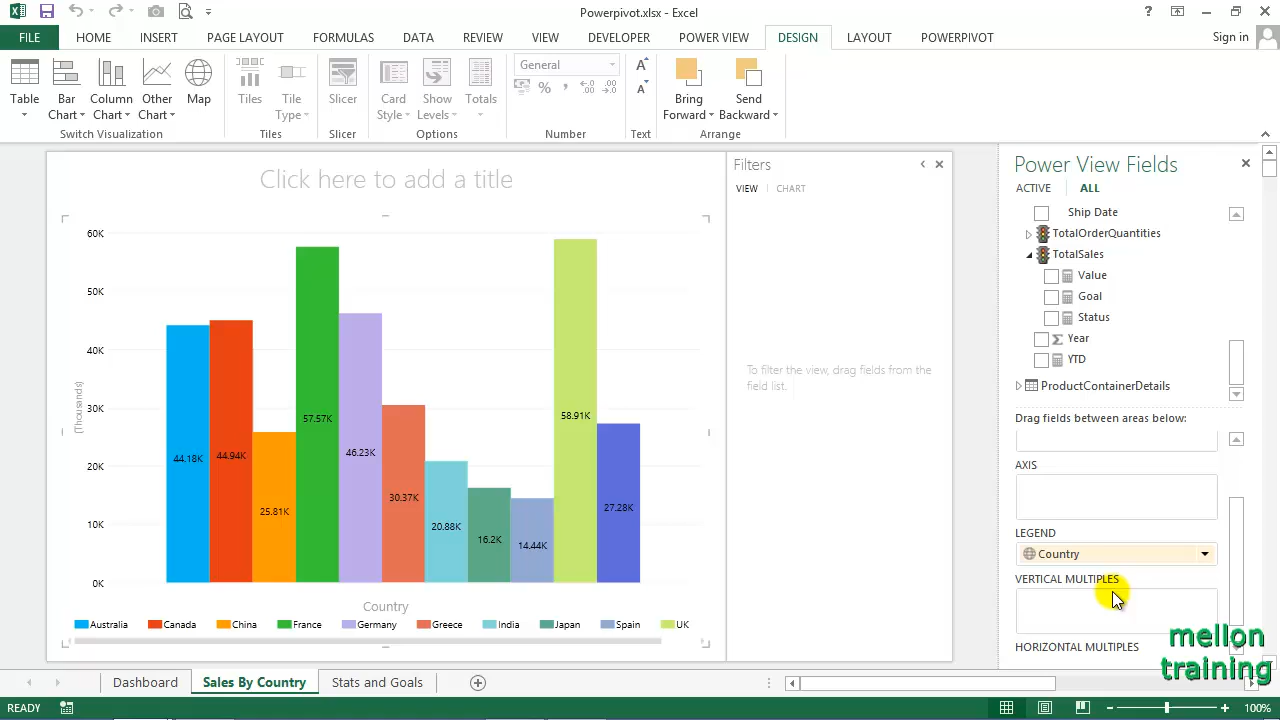 Powerpivot.xlsx - Excel
?
FILE
HOME
INSERT
PAGE LAYOUT
FORMULAS
DATA
REVIEW
VIEW
DEVELOPER
POWER VIEW
DESIGN
LAYOUT
POWERPIVOT
Sign in
Table
Bar Chart
Column Chart
Other Chart
Map
Switch Visualization
Tiles
Tile Type
Tiles
Slicer
Slicer
Card Style
Show Levels
Totals
Options
General
%
,
Number
A
A
Text
Bring Forward
Send Backward
Arrange
Click here to add a title
60K
50K
40K
30K
20K
10K
0K
(Thousands)
44.18K
44.94K
25.81K
57.57K
46.23K
30.37K
20.88K
16.2K
14.44K
58.91K
27.28K
Country
Australia
Canada
China
France
Germany
Greece
India
Japan
Spain
UK
Filters
VIEW
CHART
To filter the view, drag fields from the
field list.
Power View Fields
ACTIVE
ALL
Ship Date
TotalOrderQuantities
TotalSales
Value
Goal
Status
Σ Year
YTD
ProductContainerDetails
Drag fields between areas below:
AXIS
LEGEND
Country
VERTICAL MULTIPLES
HORIZONTAL MULTIPLES
mellon
training
Dashboard
Sales By Country
Stats and Goals
READY
100%